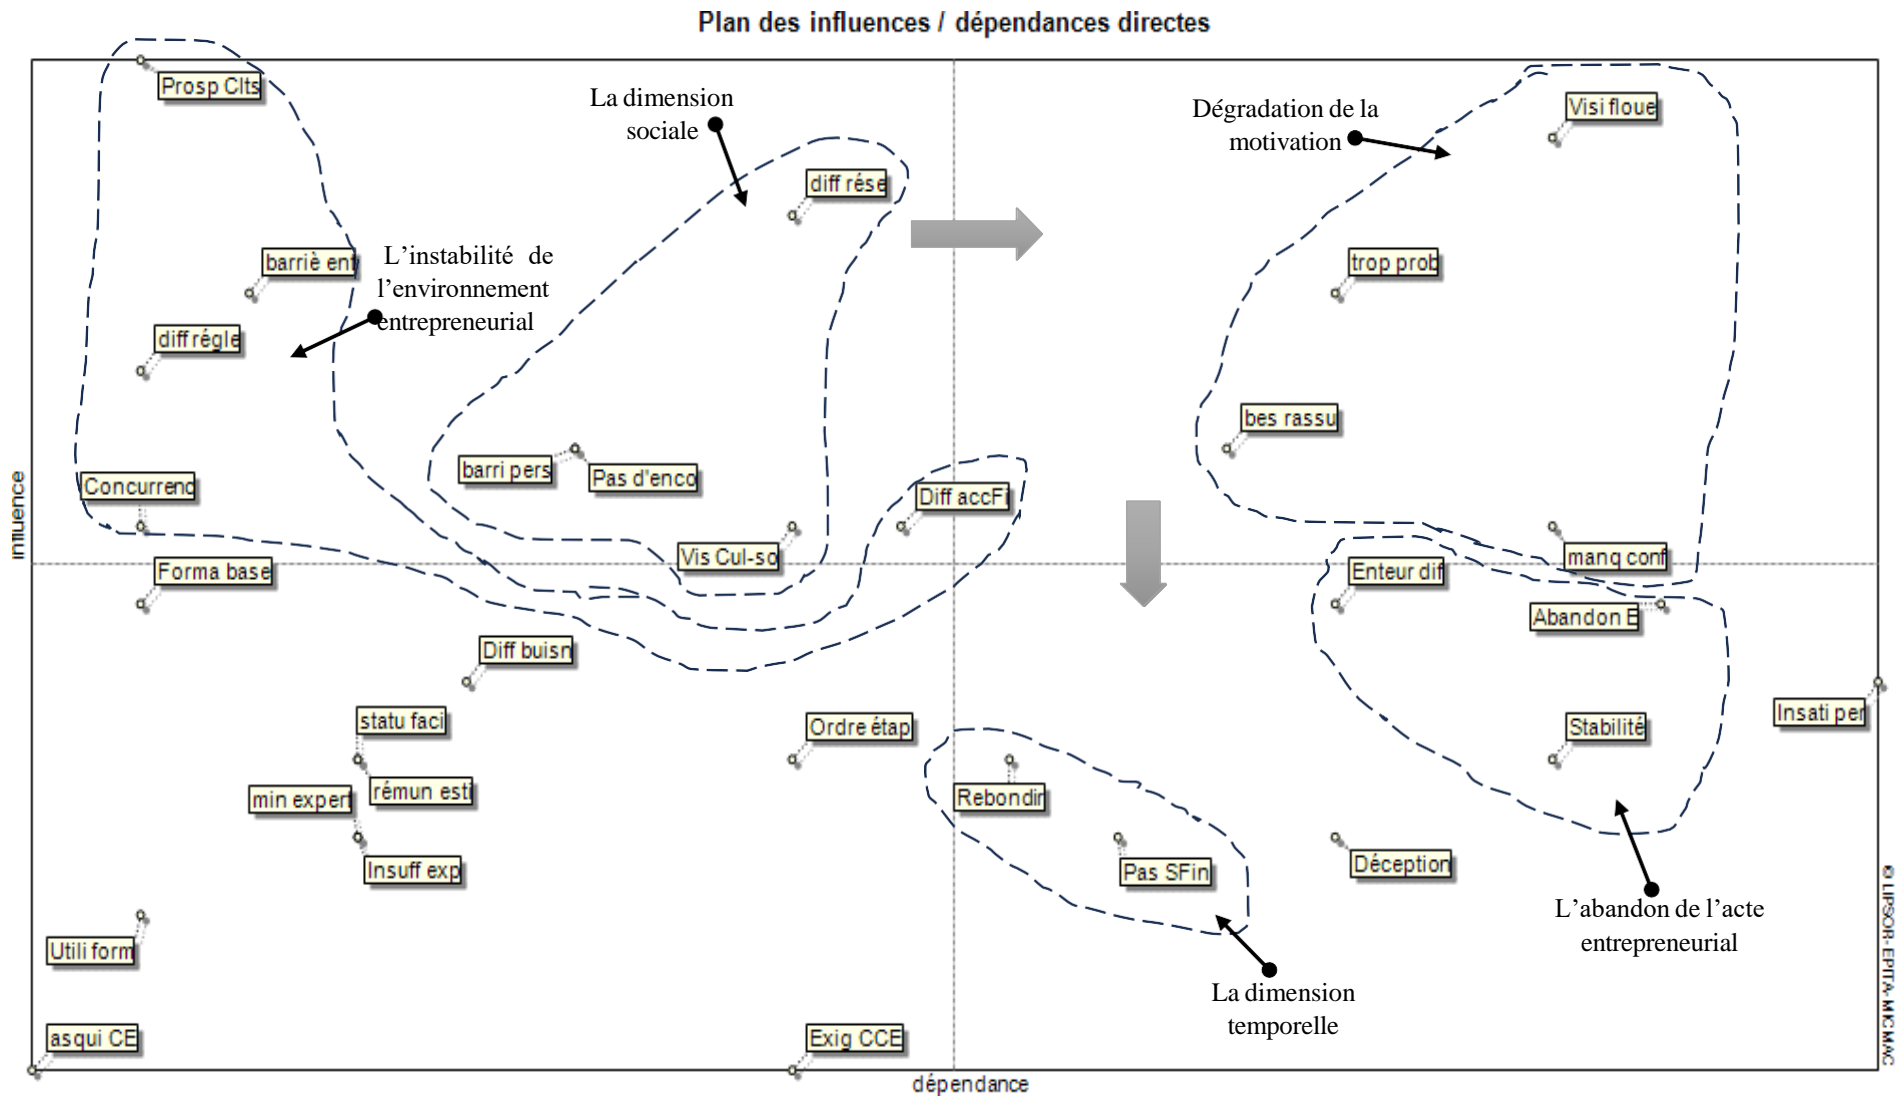 Plan des influences / dépendances directes
Prosp Clts
La dimension
sociale
Dégradation de la
motivation
Visi floue
diff rése
barriè ent
L’instabilité de
l’environnement
entrepreneurial
trop prob
diff régle
bes rassu
barri pers
Pas d'enco
Concurrenc
Diff accFi
influence
Vis Cul-so
manq conf
Forma base
Enteur dif
Abandon E
Diff buisn
statu faci
Ordre étap
Stabilité
Insati per
rémun esti
min expert
Rebondir
Insuff exp
Pas SFin
Déception
L’abandon de l’acte
entrepreneurial
Utili form
La dimension
temporelle
asqui CE
Exig CCE
dépendance
© LIPSOR-EPITA-MICMAC